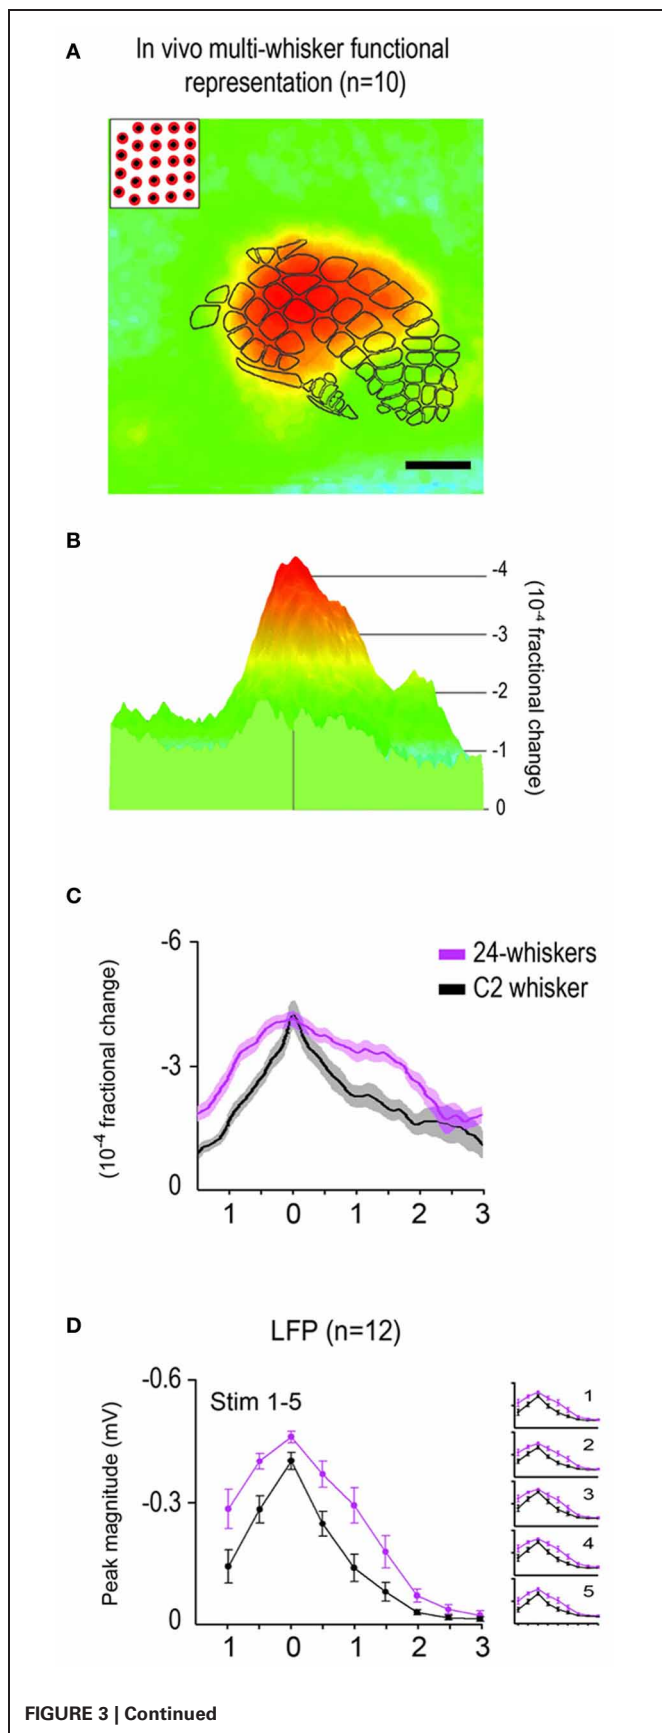 A
In vivo multi-whisker functional
representation (n=10)
B
-4
-3
-2
-1
0
(10-4 fractional change)
C
-6
-3
0
(10-4 fractional change)
24-whiskers
C2 whisker
1 0 1 2 3
D
LFP (n=12)
-0.6
-0.3
0
Peak magnitude (mV)
Stim 1-5
1 0 1 2 3
1
2
3
4
5
FIGURE 3 | Continued